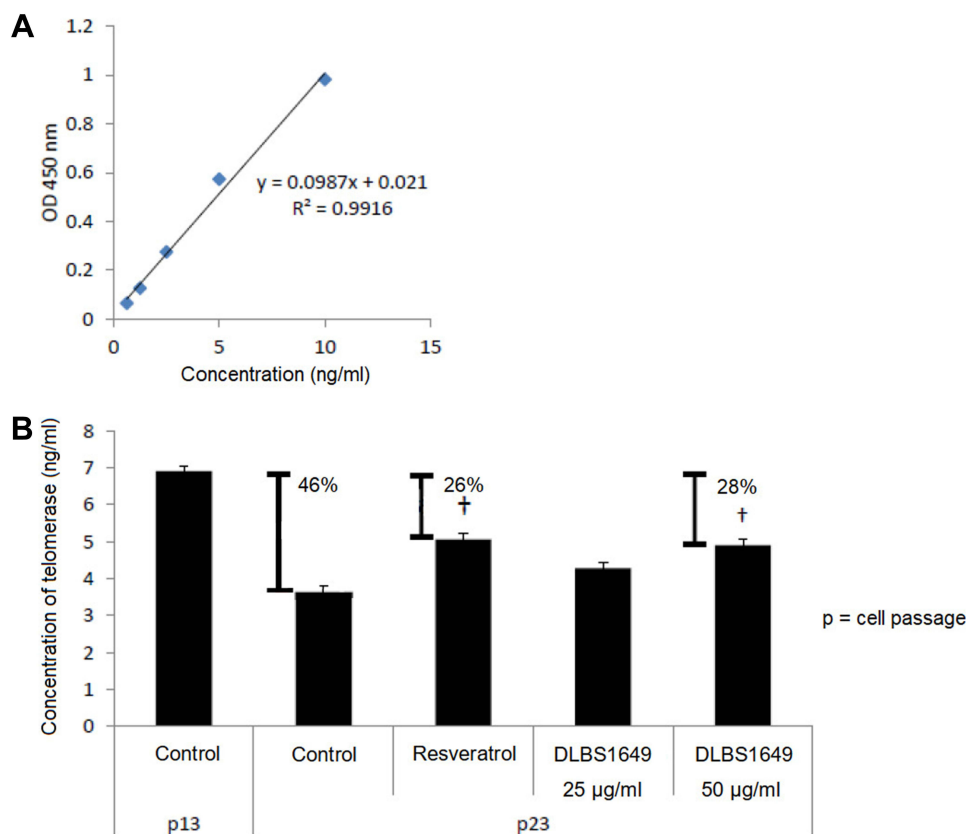 A
1.2
1
0.8
0.6
0.4
0.2
0
OD 450 nm
y = 0.0987x + 0.021
R² = 0.9916
0 5 10 15
Concentration (ng/ml)
B
Concentration of telomerase (ng/ml)
8
7
6
5
4
3
2
1
0
46% 26% 28%
† †
p = cell passage
Control Control Resveratrol DLBS1649 DLBS1649
25 µg/ml 50 µg/ml
p13 p23